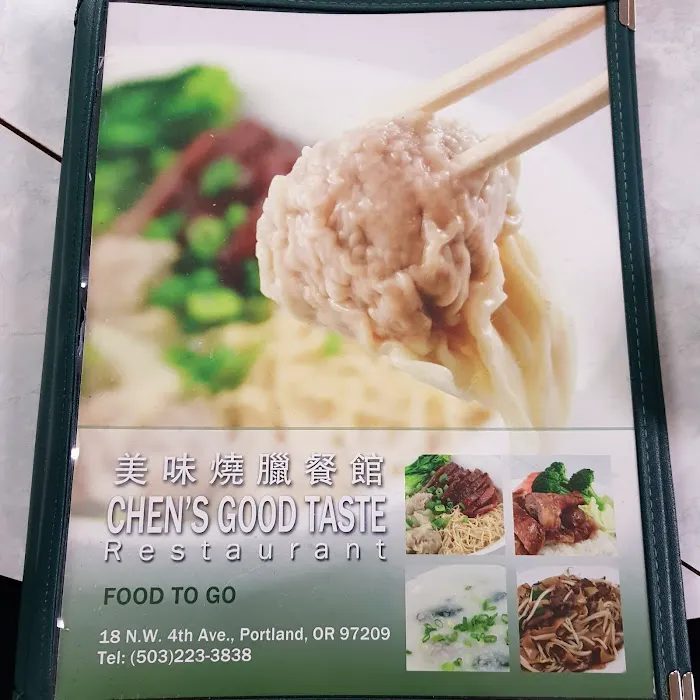 美味燒臘餐館
CHEN'S GOOD TASTE
Restaurant
FOOD TO GO
18 N.W. 4th Ave., Portland, OR 97209
Tel: (503)223-3838